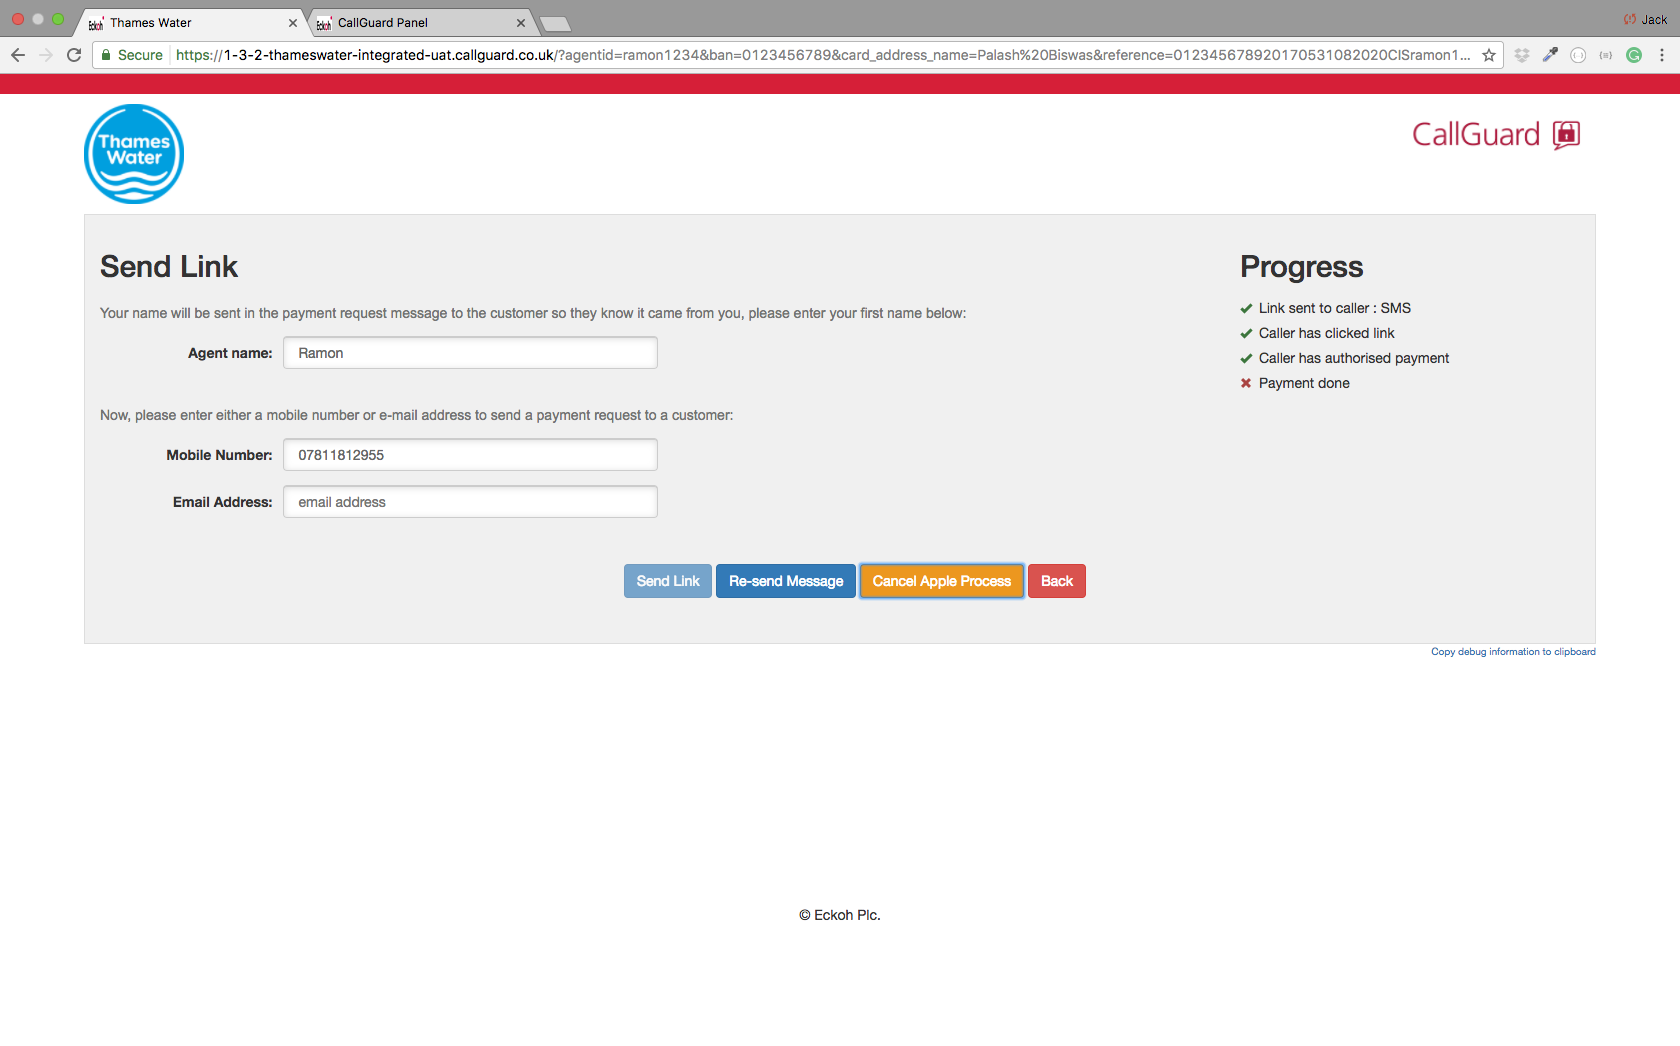 Thames Water
CallGuard Panel
Jack
Secure
https://1-3-2-thameswater-integrated-uat.callguard.co.uk/?agentid=ramon1234&ban=0123456789&card_address_name=Palash%20Biswas&reference=012345678920170531082020CISramon1...
Thames
Water
CallGuard
Send Link
Your name will be sent in the payment request message to the customer so they know it came from you, please enter your first name below:
Agent name: Ramon
Now, please enter either a mobile number or e-mail address to send a payment request to a customer:
Mobile Number: 07811812955
Email Address: email address
Send Link Re-send Message Cancel Apple Process Back
Progress
Link sent to caller : SMS
Caller has clicked link
Caller has authorised payment
Payment done
Copy debug information to clipboard
© Eckoh Plc.